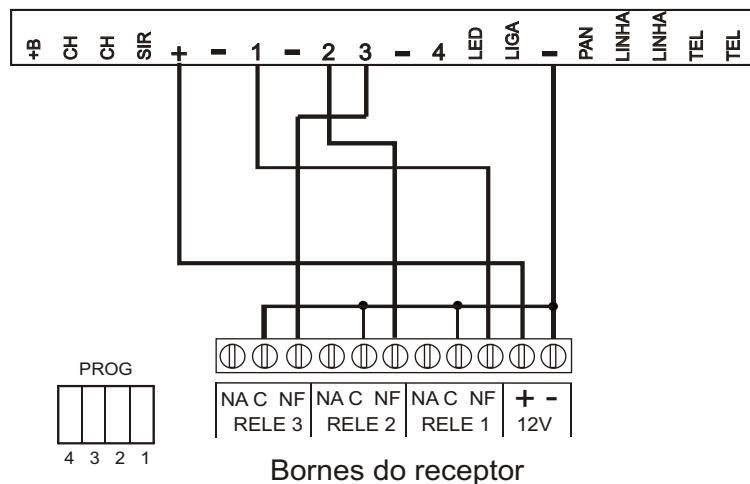 +B CH CH SIR + - 1 - 2 3 - 4 LED LIGA - PAN LINHA LINHA TEL TEL
PROG
4 3 2 1
NA C NF NA C NF NA C NF + -
RELE 3 RELE 2 RELE 1 12V
Bornes do receptor